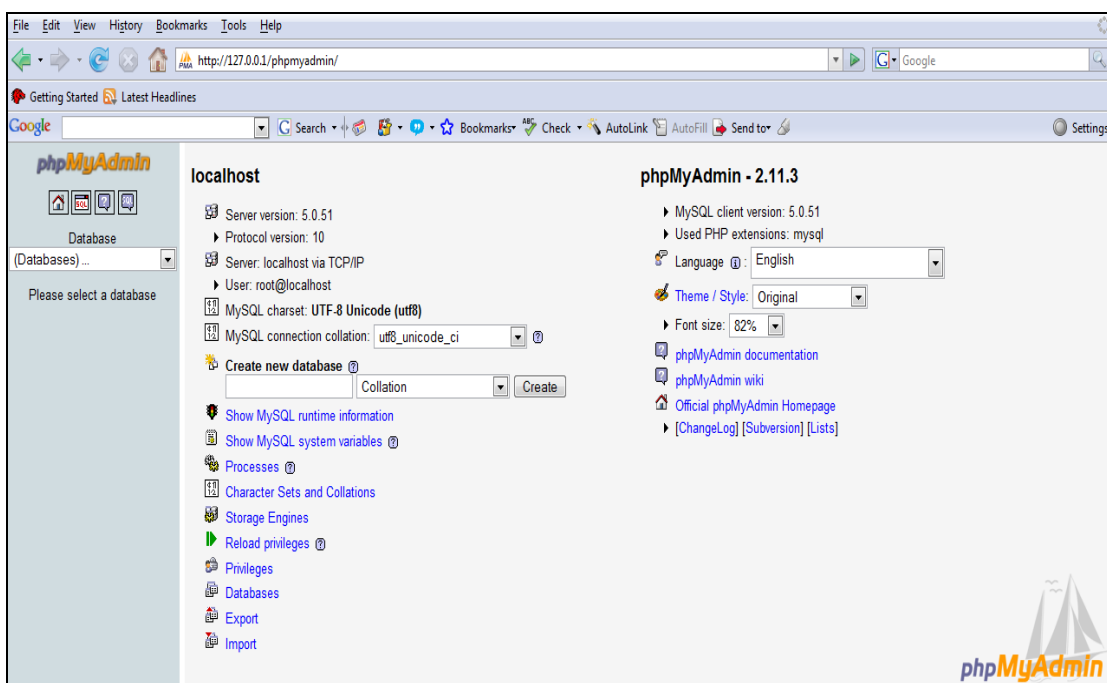 File Edit View History Bookmarks Tools Help
PMA http://127.0.0.1/phpmyadmin/ G Google
Getting Started Latest Headlines
Google G Search Bookmarks ABC Check AutoLink AutoFill Send to Settings
phpMyAdmin
SQL ? SQL
Database
(Databases) ...
Please select a database
localhost
Server version: 5.0.51
Protocol version: 10
Server: localhost via TCP/IP
User: root@localhost
MySQL charset: UTF-8 Unicode (utf8)
MySQL connection collation: utf8_unicode_ci ?
Create new database ?
Collation Create
Show MySQL runtime information
Show MySQL system variables ?
Processes ?
Character Sets and Collations
Storage Engines
Reload privileges ?
Privileges
Databases
Export
Import
phpMyAdmin - 2.11.3
MySQL client version: 5.0.51
Used PHP extensions: mysql
Language i : English
Theme / Style: Original
Font size: 82%
phpMyAdmin documentation
phpMyAdmin wiki
Official phpMyAdmin Homepage
[ChangeLog] [Subversion] [Lists]
phpMyAdmin